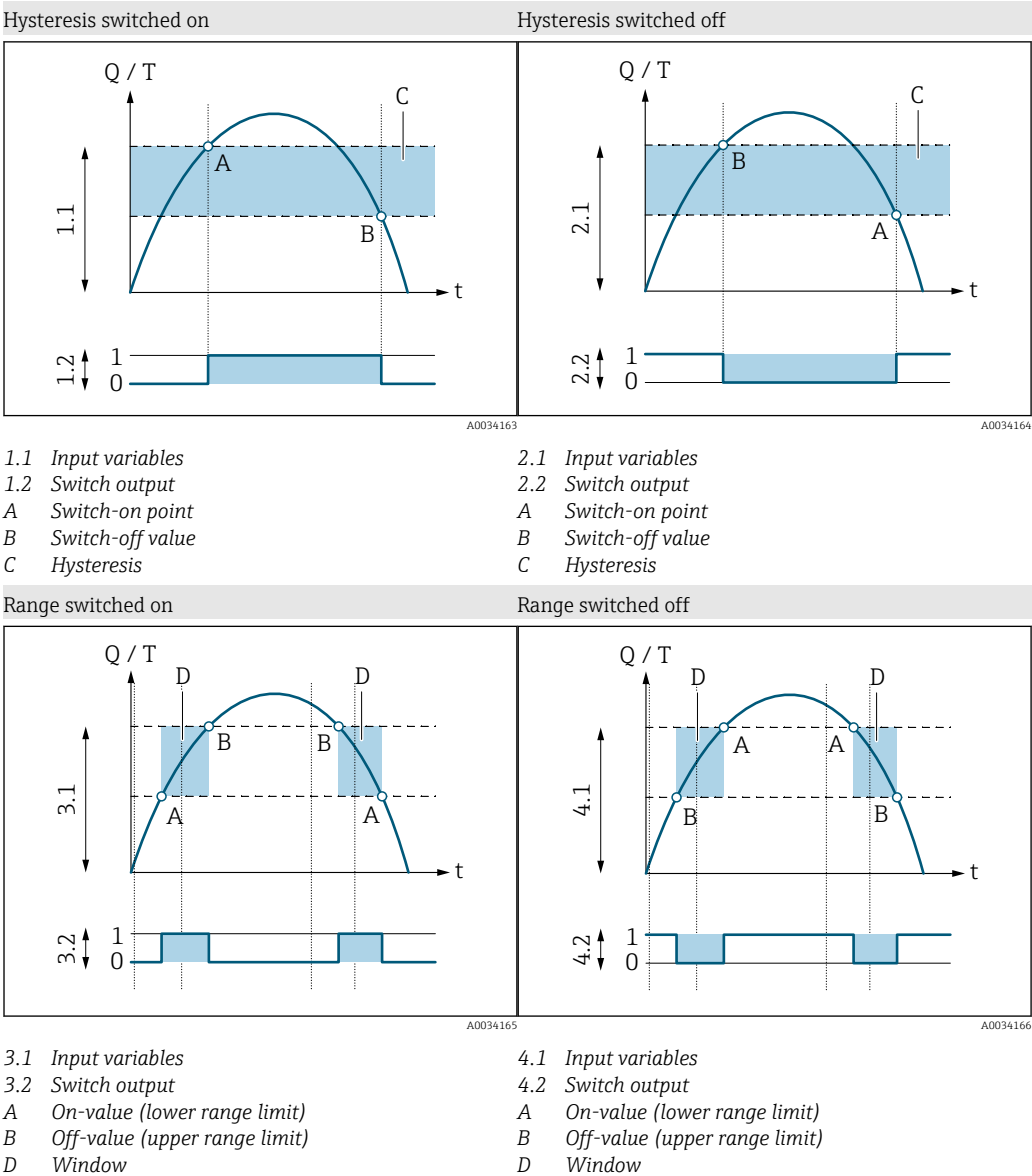 Hysteresis switched on
Hysteresis switched off
Q / T
C
A
B
1.1
t
1.2
1
0
A0034163
Q / T
C
B
A
2.1
t
2.2
1
0
A0034164
1.1 Input variables
1.2 Switch output
A Switch-on point
B Switch-off value
C Hysteresis
2.1 Input variables
2.2 Switch output
A Switch-on point
B Switch-off value
C Hysteresis
Range switched on
Range switched off
Q / T
D
D
B
B
A
A
3.1
t
3.2
1
0
A0034165
Q / T
D
D
A
A
B
B
4.1
t
4.2
1
0
A0034166
3.1 Input variables
3.2 Switch output
A On-value (lower range limit)
B Off-value (upper range limit)
D Window
4.1 Input variables
4.2 Switch output
A On-value (lower range limit)
B Off-value (upper range limit)
D Window